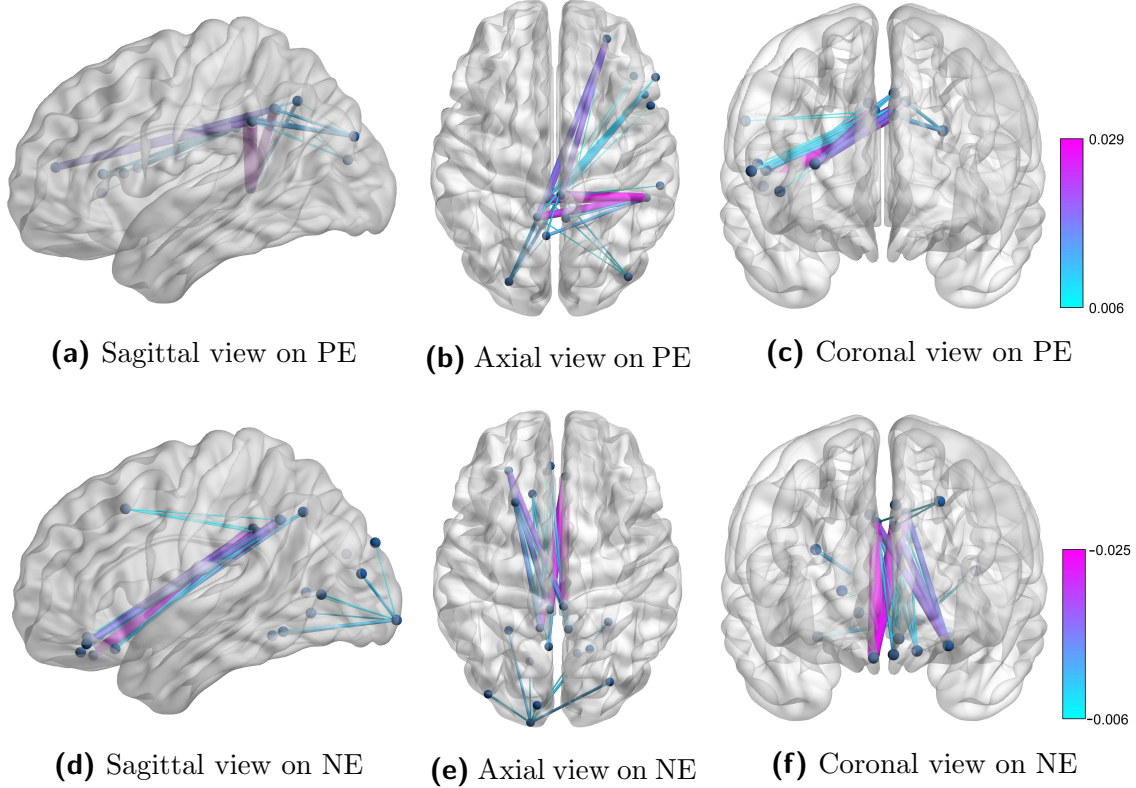 0.029
0.006
(a) Sagittal view on PE
(b) Axial view on PE
(c) Coronal view on PE
-0.025
-0.006
(d) Sagittal view on NE
(e) Axial view on NE
(f) Coronal view on NE